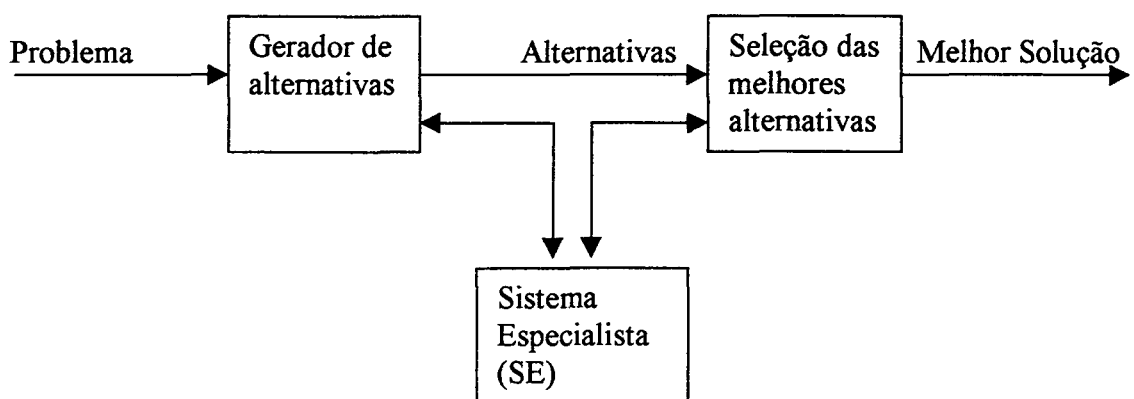 Problema
Gerador de
alternativas
Alternativas
Seleção das
melhores
alternativas
Melhor Solução
Sistema
Especialista
(SE)